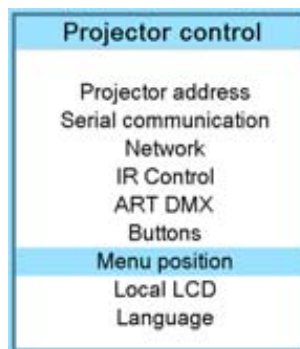 Projector control
Projector address
Serial communication
Network
IR Control
ART DMX
Buttons
Menu position
Local LCD
Language